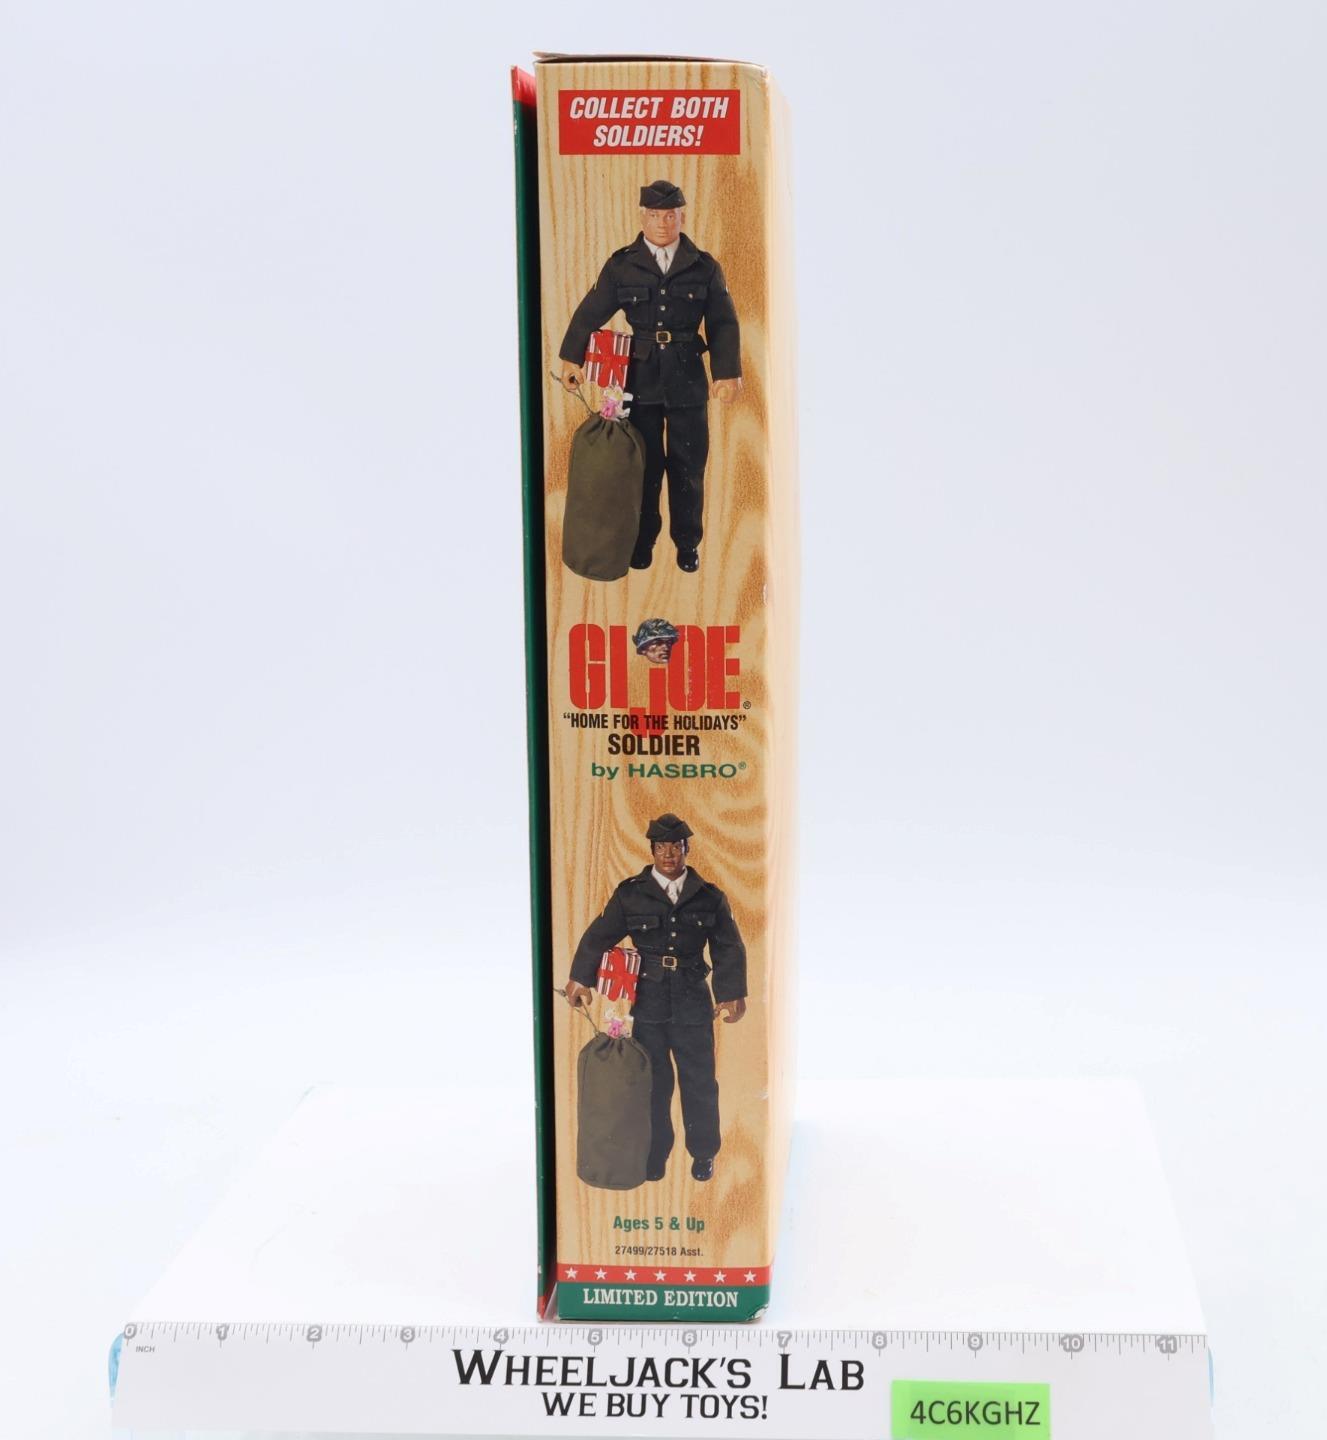 COLLECT BOTH
SOLDIERS!
GI JOE®
“HOME FOR THE HOLIDAYS”
SOLDIER
by HASBRO®
Ages 5 & Up
27499/27518 Asst.
LIMITED EDITION
0 1 2 3 4 5 6 7 8 9 10 11
INCH
WHEELJACK'S LAB
WE BUY TOYS!
4C6KGHZ